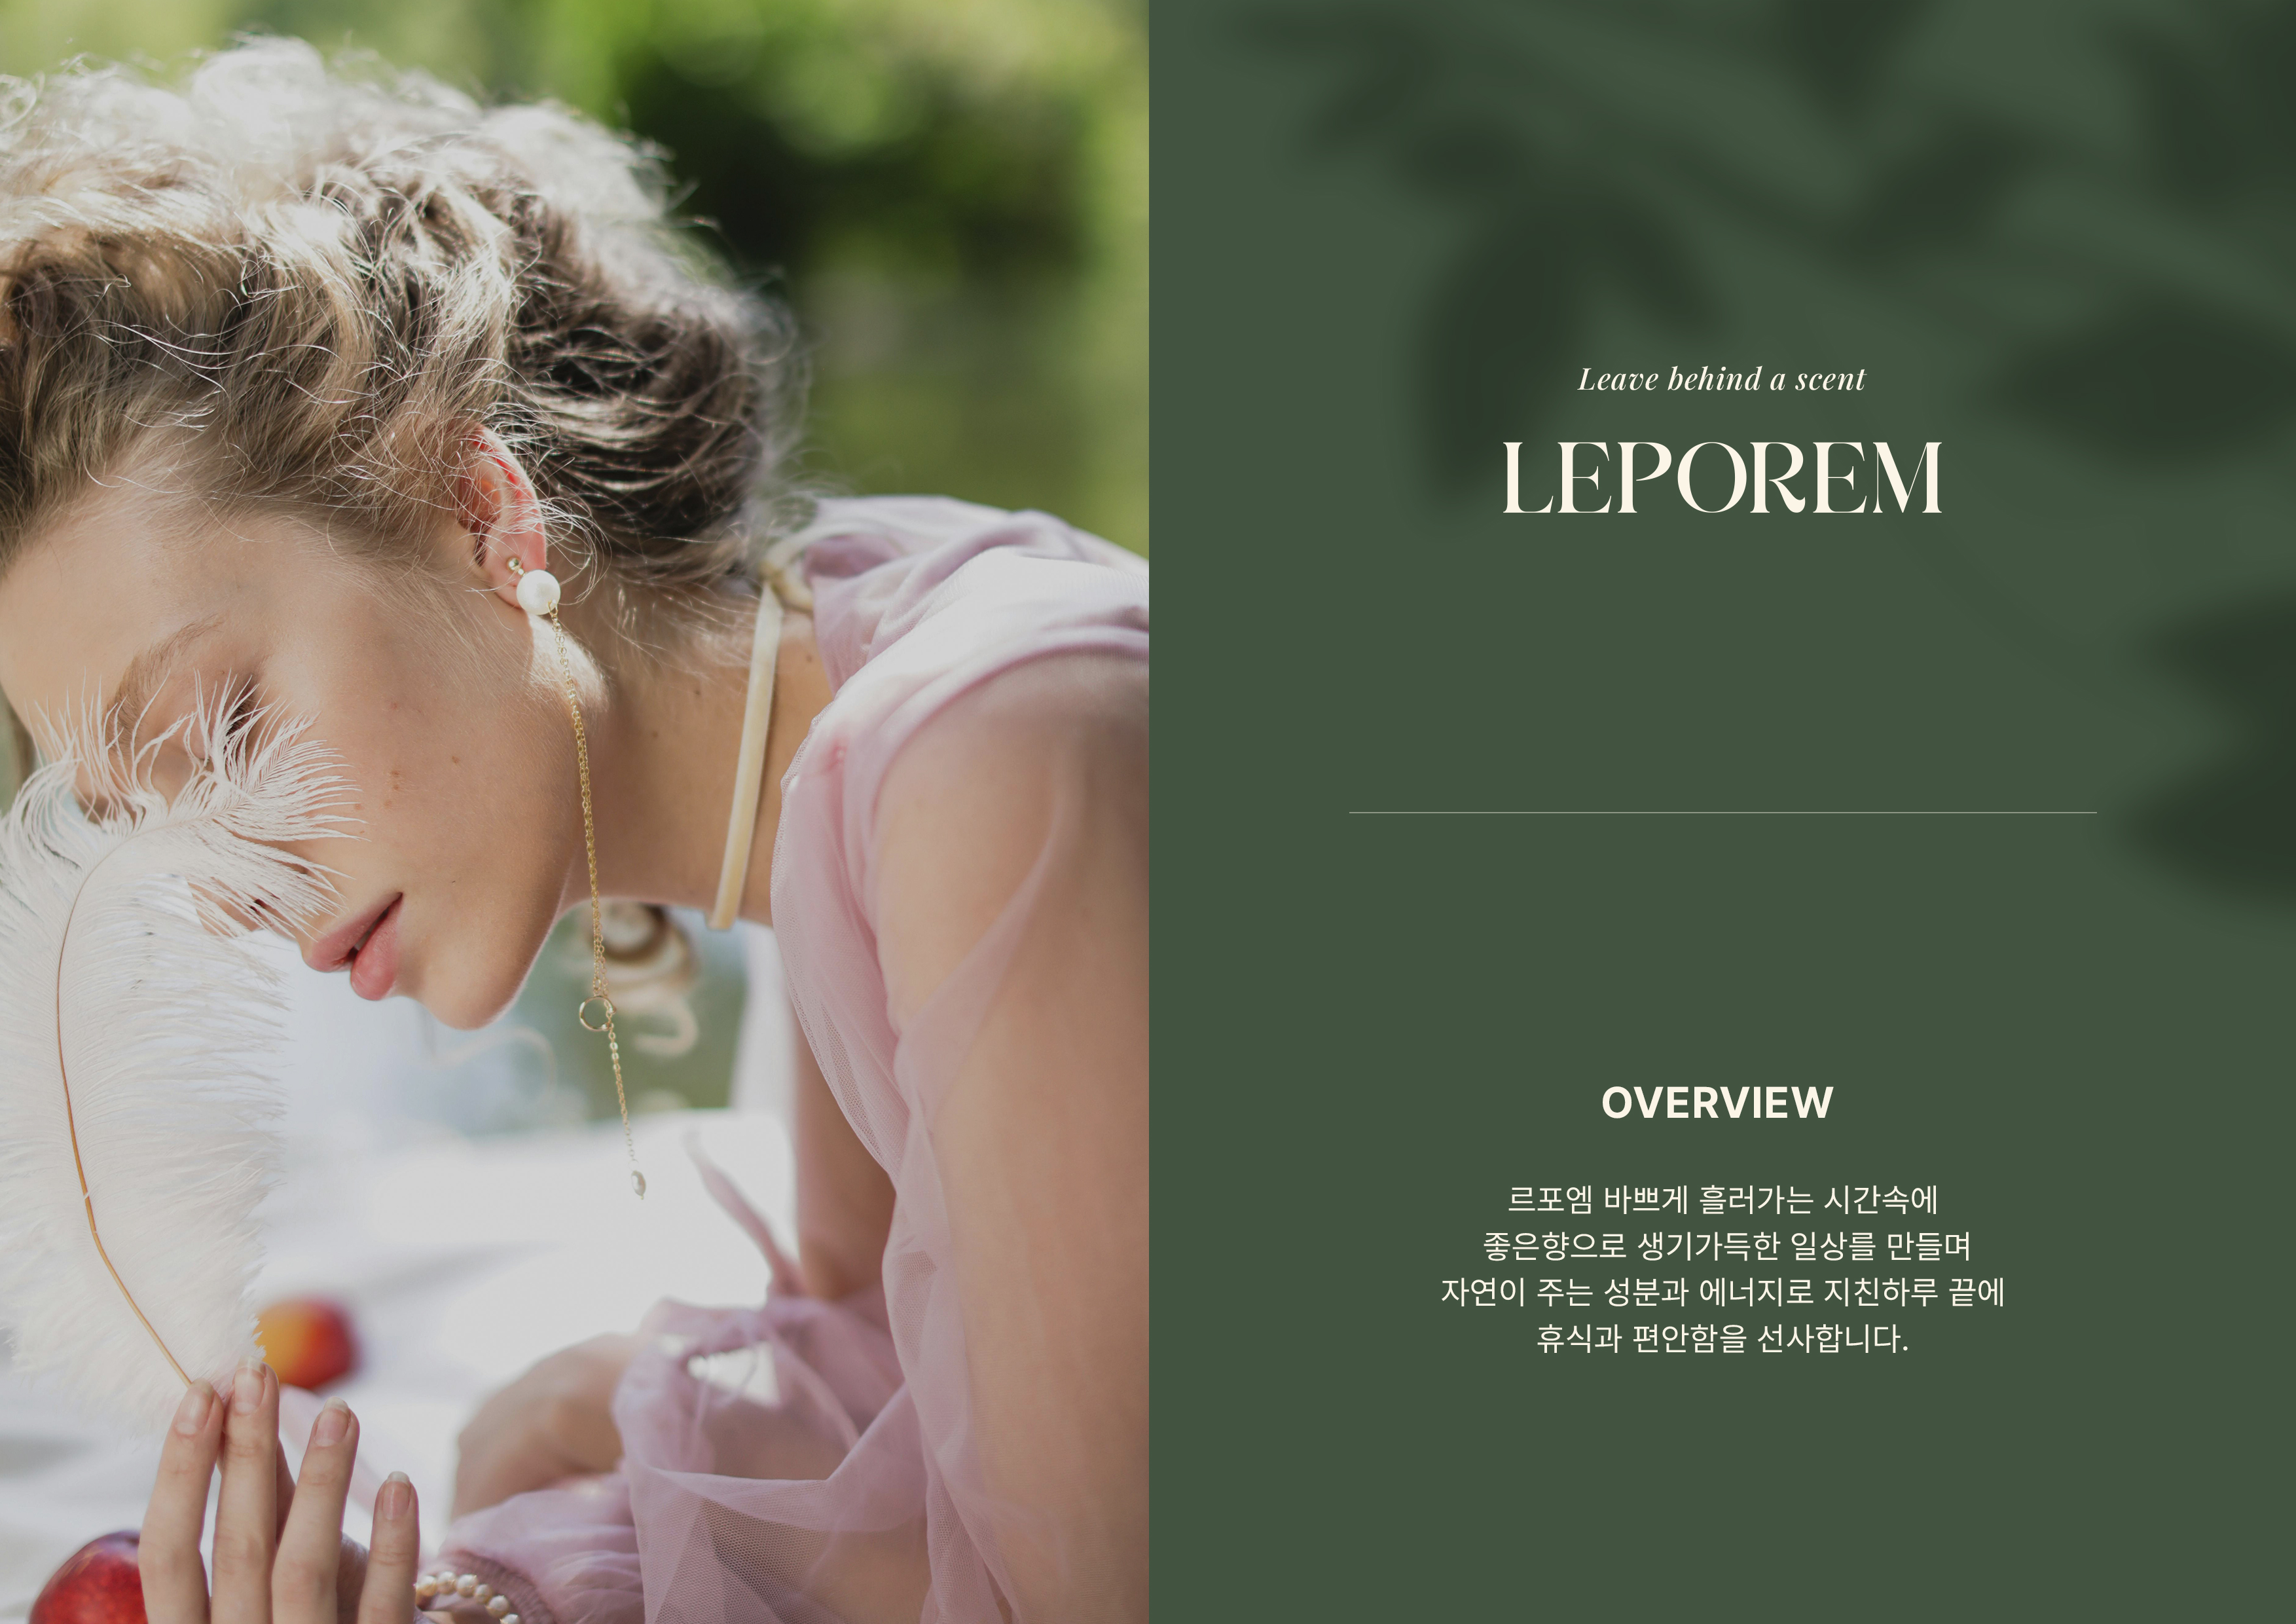 Leave behind a scent
LEPOREM
OVERVIEW
르포엠 바쁘게 흘러가는 시간속에
좋은향으로 생기가득한 일상를 만들며
자연이 주는 성분과 에너지로 지친하루 끝에
휴식과 편안함을 선사합니다.